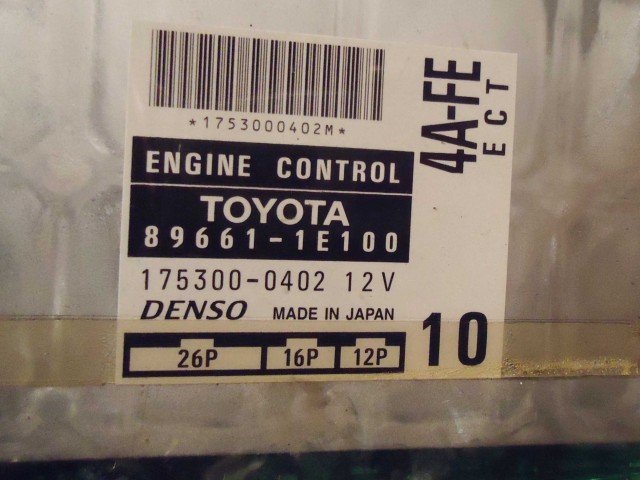 *1753000402M*
4A-FE
ECT
ENGINE CONTROL
TOYOTA
89661-1E100
175300-0402 12V
DENSO MADE IN JAPAN
10
26P 16P 12P